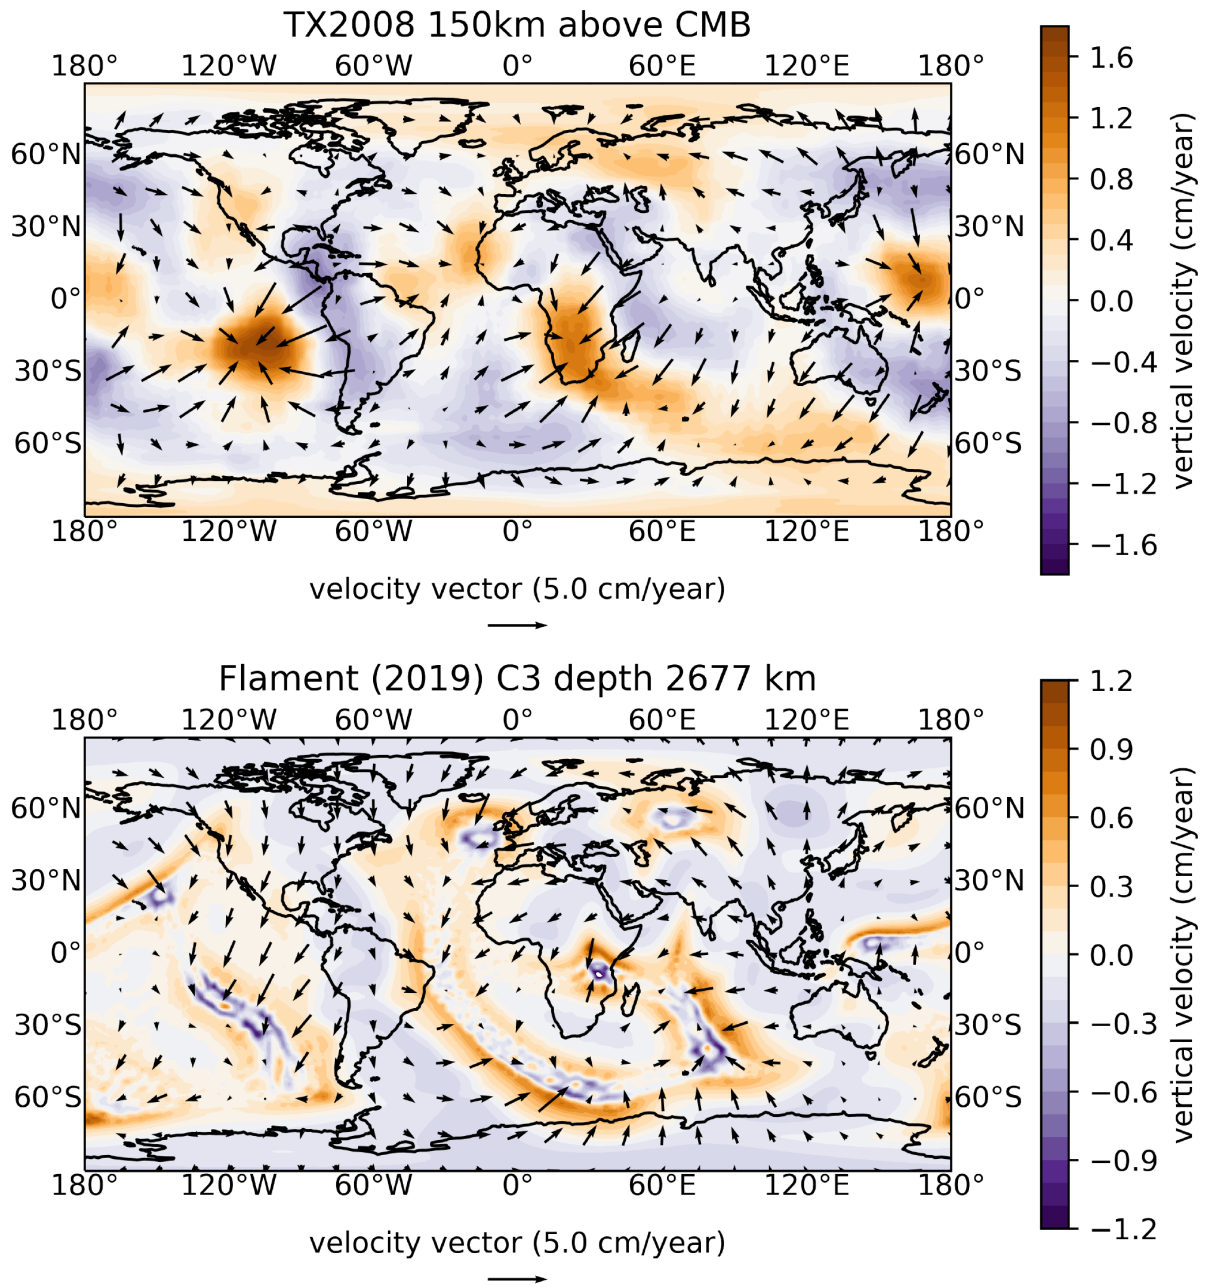 TX2008 150km above CMB
180° 120°W 60°W 0° 60°E 120°E 180°
60°N 60°N
30°N 30°N
0° 0°
30°S 30°S
60°S 60°S
180° 120°W 60°W 0° 60°E 120°E 180°
velocity vector (5.0 cm/year)
1.6
1.2
0.8
0.4
0.0
−0.4
−0.8
−1.2
−1.6
vertical velocity (cm/year)
Flament (2019) C3 depth 2677 km
180° 120°W 60°W 0° 60°E 120°E 180°
60°N 60°N
30°N 30°N
0° 0°
30°S 30°S
60°S 60°S
180° 120°W 60°W 0° 60°E 120°E 180°
velocity vector (5.0 cm/year)
1.2
0.9
0.6
0.3
0.0
−0.3
−0.6
−0.9
−1.2
vertical velocity (cm/year)